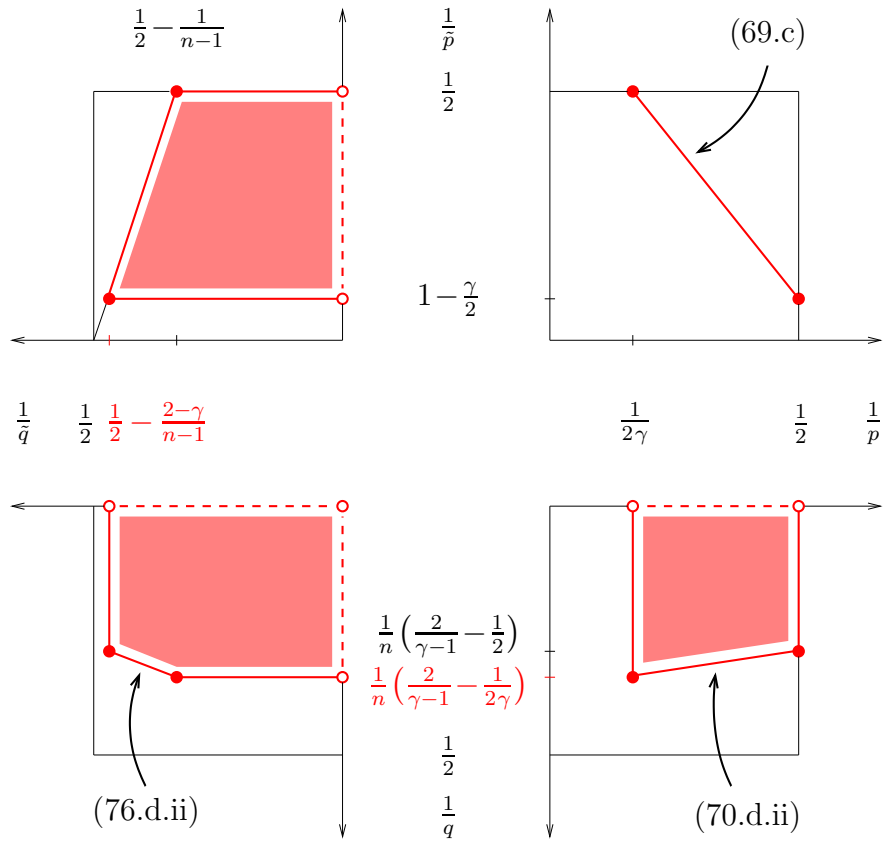 1/2 − 1/(n−1)
1/p̃
(69.c)
1/2
1 − γ/2
1/q̃
1/2
1/2 − (2−γ)/(n−1)
1/(2γ)
1/2
1/p
1/n (2/(γ−1) − 1/2)
1/n (2/(γ−1) − 1/(2γ))
1/2
(76.d.ii)
1/q
(70.d.ii)